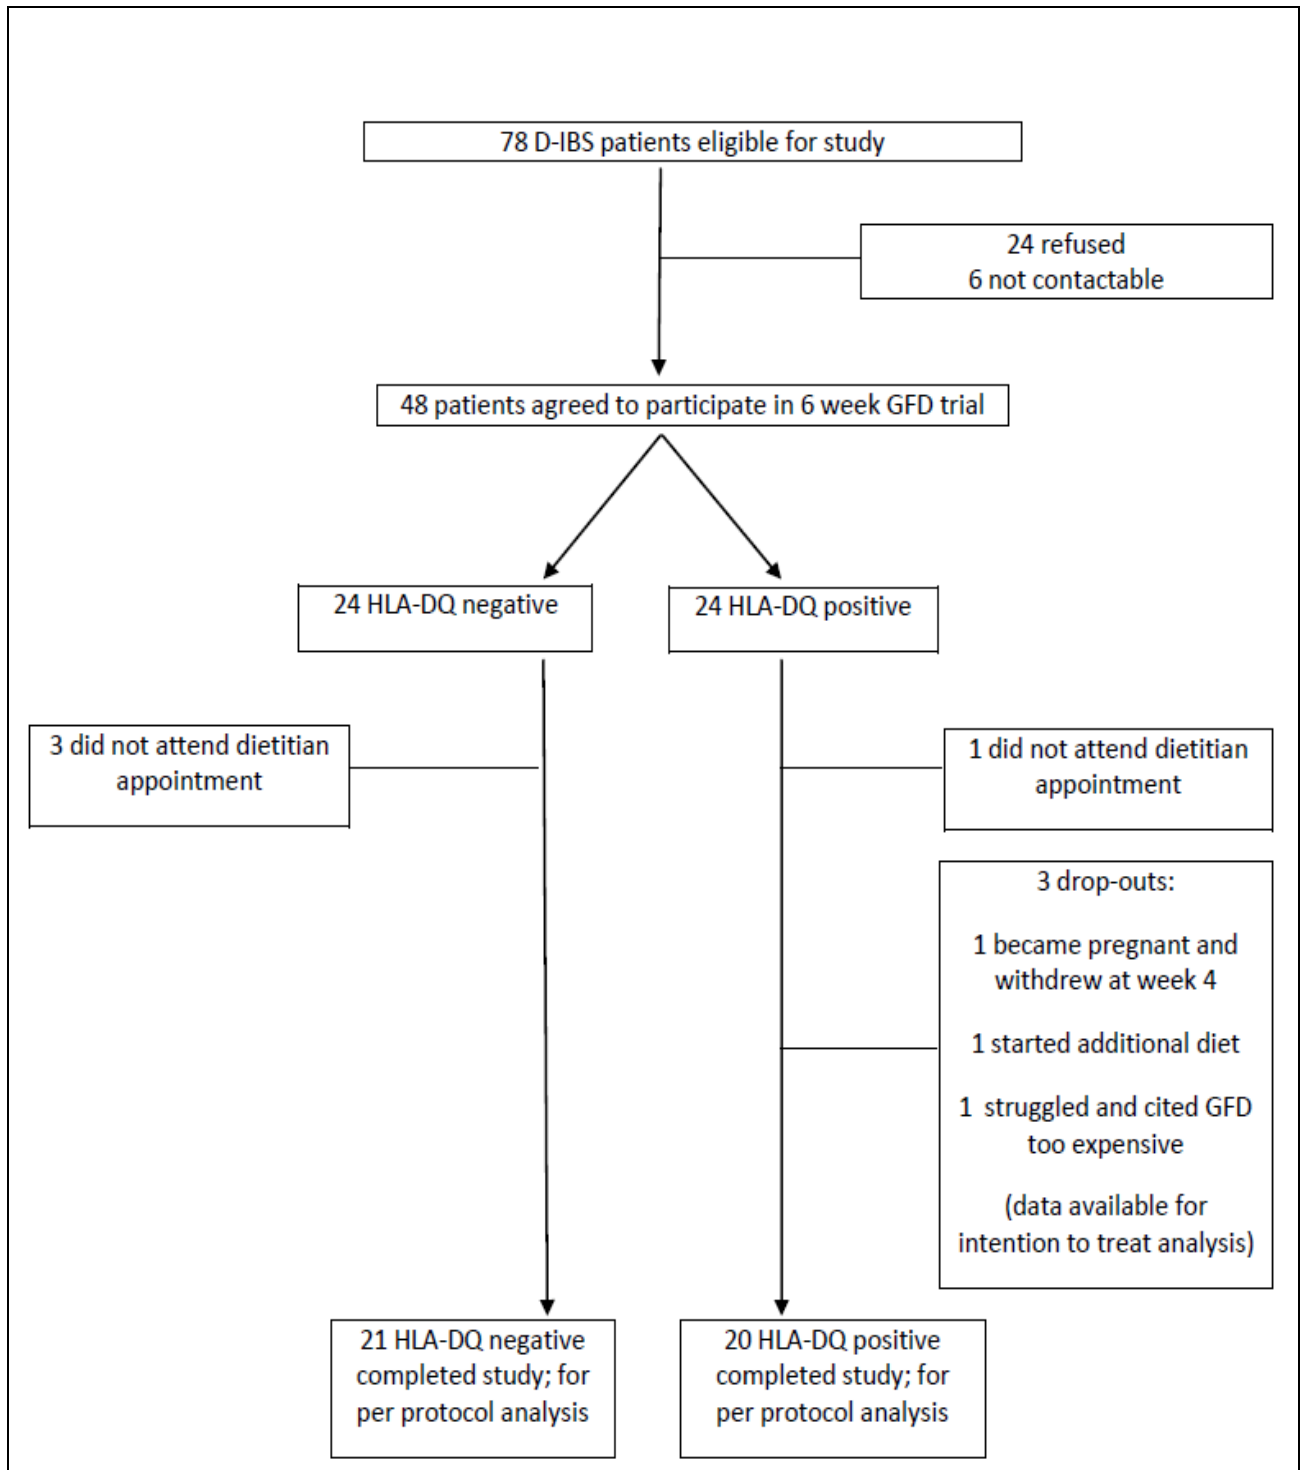 78 D-IBS patients eligible for study
24 refused
6 not contactable
48 patients agreed to participate in 6 week GFD trial
24 HLA-DQ negative
24 HLA-DQ positive
3 did not attend dietitian
appointment
1 did not attend dietitian
appointment
3 drop-outs:
1 became pregnant and
withdrew at week 4
1 started additional diet
1 struggled and cited GFD
too expensive
(data available for
intention to treat analysis)
21 HLA-DQ negative
completed study; for
per protocol analysis
20 HLA-DQ positive
completed study; for
per protocol analysis